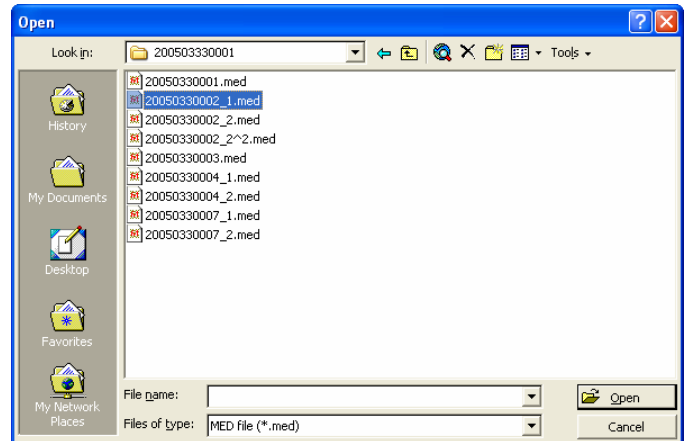 Open
Look in:
200503330001
Tools
History
My Documents
Desktop
Favorites
My Network
Places
20050330001.med
20050330002_1.med
20050330002_2.med
20050330002_2^2.med
20050330003.med
20050330004_1.med
20050330004_2.med
20050330007_1.med
20050330007_2.med
File name:
Open
Files of type:
MED file (*.med)
Cancel